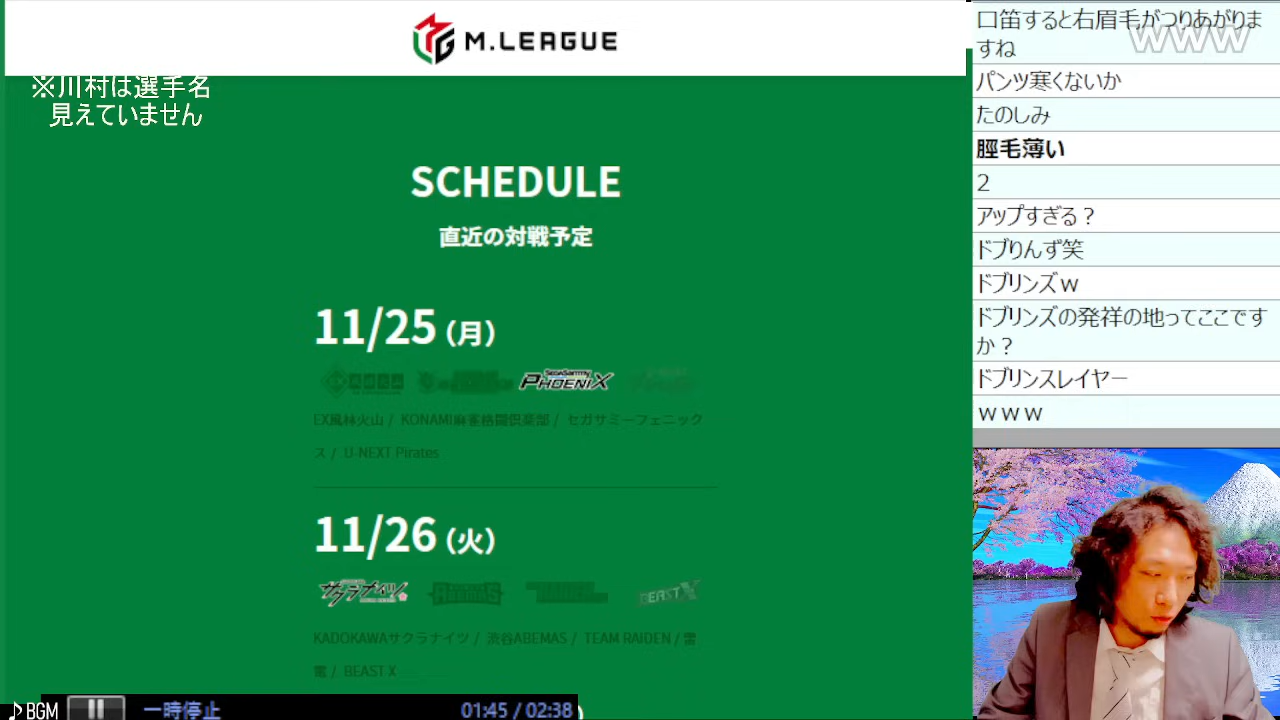 M.LEAGUE
※川村は選手名
見えていません
SCHEDULE
直近の対戦予定
11/25 (月)
SegaSammy
PHOENIX
EX風林火山 / KONAMI麻雀格闘倶楽部 / セガサミーフェニック
ス / U-NEXT Pirates
11/26 (火)
サクラナイツ
BEAST X
KADOKAWAサクラナイツ / 渋谷ABEMAS / TEAM RAIDEN / 雷
電 / BEAST X
♪BGM
一時停止
01:45 / 02:38
口笛すると右眉毛がつりあがりま
すね
www
パンツ寒くないか
たのしみ
脛毛薄い
2
アップすぎる？
ドブりんず笑
ドブリンズｗ
ドブリンズの発祥の地ってここです
か？
ドブリンスレイヤー
ｗｗｗ